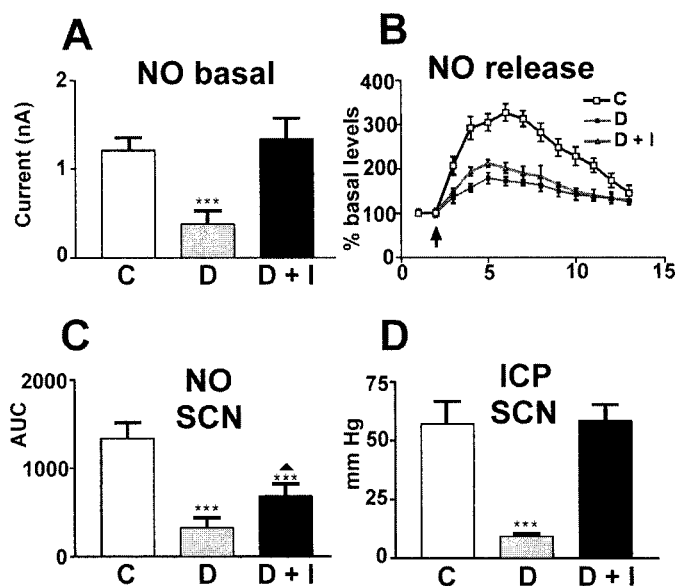 A
NO basal
Current (nA)
2
1
0
***
C D D + I
B
NO release
% basal levels
400
300
200
100
0
C
D
D + I
0 5 10 15
C
NO
SCN
AUC
2000
1000
0
***
***
C D D + I
D
ICP
SCN
mm Hg
75
50
25
0
***
C D D + I